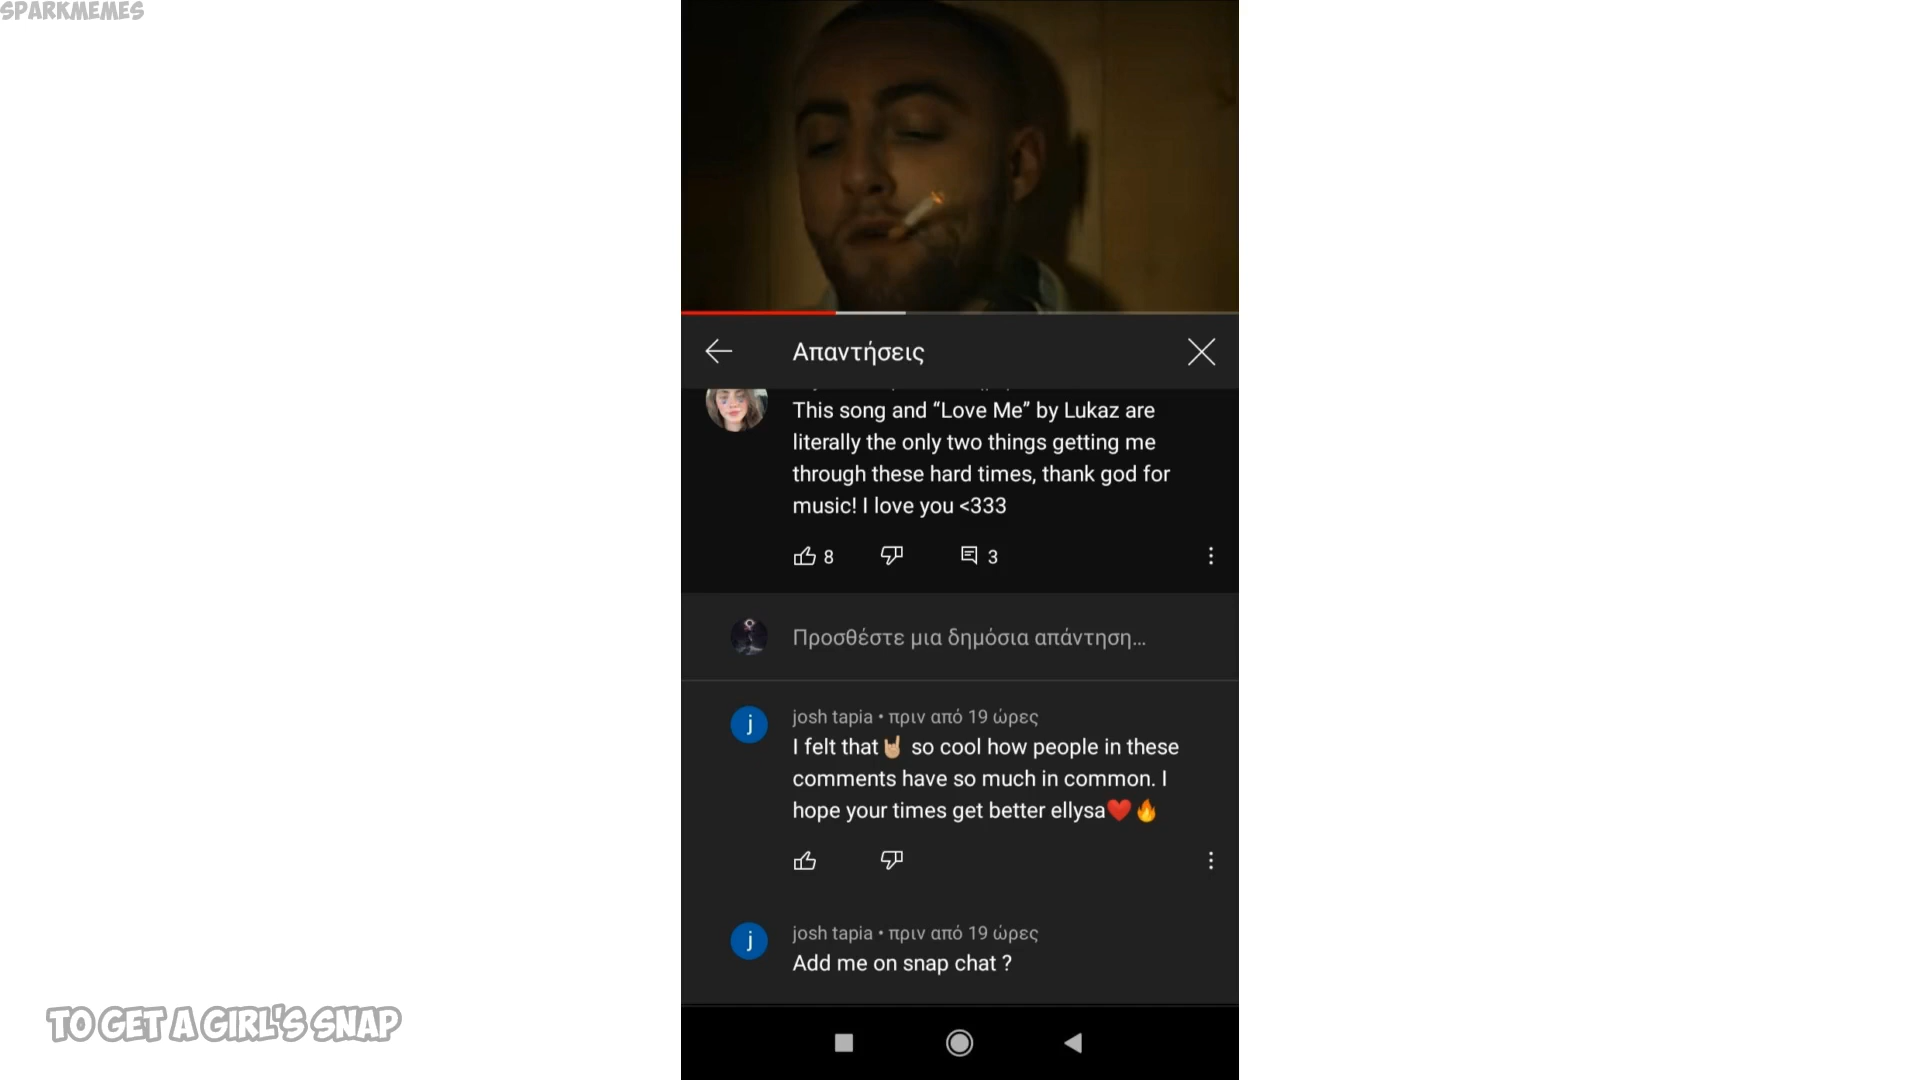 SPARKMEMES
Απαντήσεις
This song and “Love Me” by Lukaz are
literally the only two things getting me
through these hard times, thank god for
music! I love you <333
8
3
Προσθέστε μια δημόσια απάντηση...
j
josh tapia • πριν από 19 ώρες
I felt that🤘🏼 so cool how people in these
comments have so much in common. I
hope your times get better ellysa❤️🔥
j
josh tapia • πριν από 19 ώρες
Add me on snap chat ?
TO GET A GIRL'S SNAP